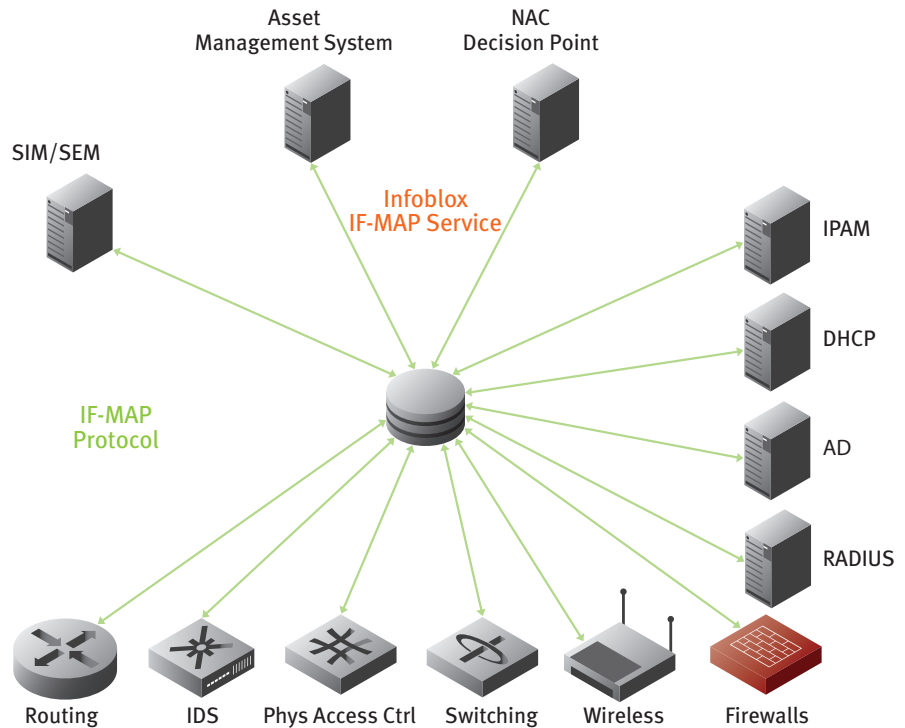 Asset
Management System
NAC
Decision Point
SIM/SEM
Infoblox
IF-MAP Service
IPAM
DHCP
IF-MAP
Protocol
AD
RADIUS
Routing
IDS
Phys Access Ctrl
Switching
Wireless
Firewalls